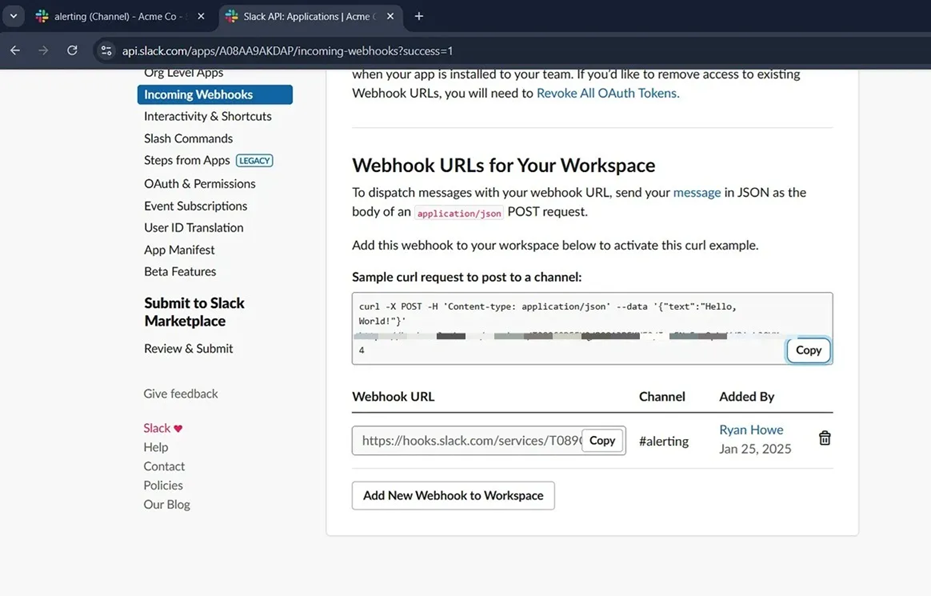 alerting (Channel) - Acme Co -
Slack API: Applications | Acme
api.slack.com/apps/A08AA9AKDAP/incoming-webhooks?success=1
Org Level Apps
Incoming Webhooks
Interactivity & Shortcuts
Slash Commands
Steps from Apps LEGACY
OAuth & Permissions
Event Subscriptions
User ID Translation
App Manifest
Beta Features
Submit to Slack
Marketplace
Review & Submit
Give feedback
Slack
Help
Contact
Policies
Our Blog
when your app is installed to your team. If you'd like to remove access to existing
Webhook URLs, you will need to Revoke All OAuth Tokens.
Webhook URLs for Your Workspace
To dispatch messages with your webhook URL, send your message in JSON as the
body of an application/json POST request.
Add this webhook to your workspace below to activate this curl example.
Sample curl request to post to a channel:
curl -X POST -H 'Content-type: application/json' --data '{"text":"Hello,
World!"}'
4
Copy
Webhook URL Channel Added By
https://hooks.slack.com/services/T089 Copy #alerting Ryan Howe
Jan 25, 2025
Add New Webhook to Workspace